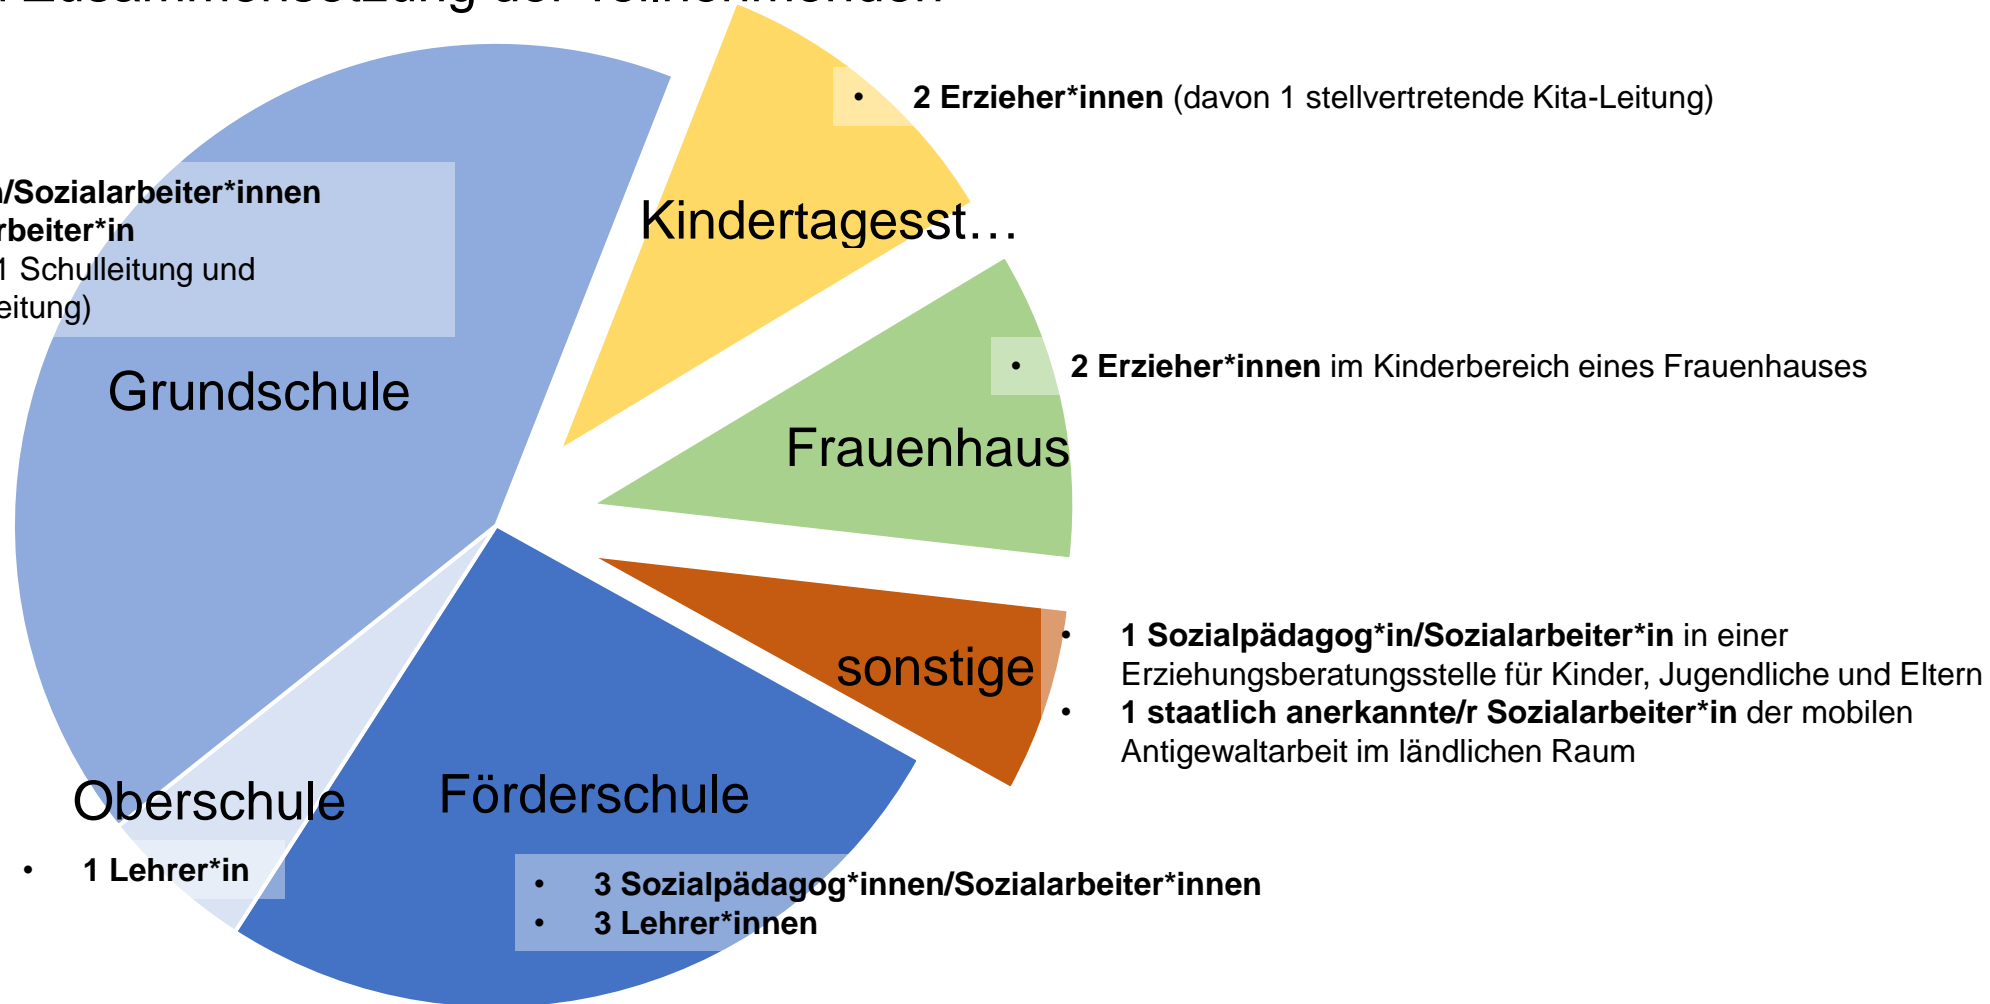 Zusammensetzung der Teilnehmenden
• 2 Erzieher*innen (davon 1 stellvertretende Kita-Leitung)
/Sozialarbeiter*innen
rbeiter*in
1 Schulleitung und
eitung)
Kindertagesst…
Grundschule
• 2 Erzieher*innen im Kinderbereich eines Frauenhauses
Frauenhaus
• 1 Sozialpädagog*in/Sozialarbeiter*in in einer
Erziehungsberatungsstelle für Kinder, Jugendliche und Eltern
• 1 staatlich anerkannte/r Sozialarbeiter*in der mobilen
Antigewaltarbeit im ländlichen Raum
sonstige
Oberschule
Förderschule
• 1 Lehrer*in
• 3 Sozialpädagog*innen/Sozialarbeiter*innen
• 3 Lehrer*innen